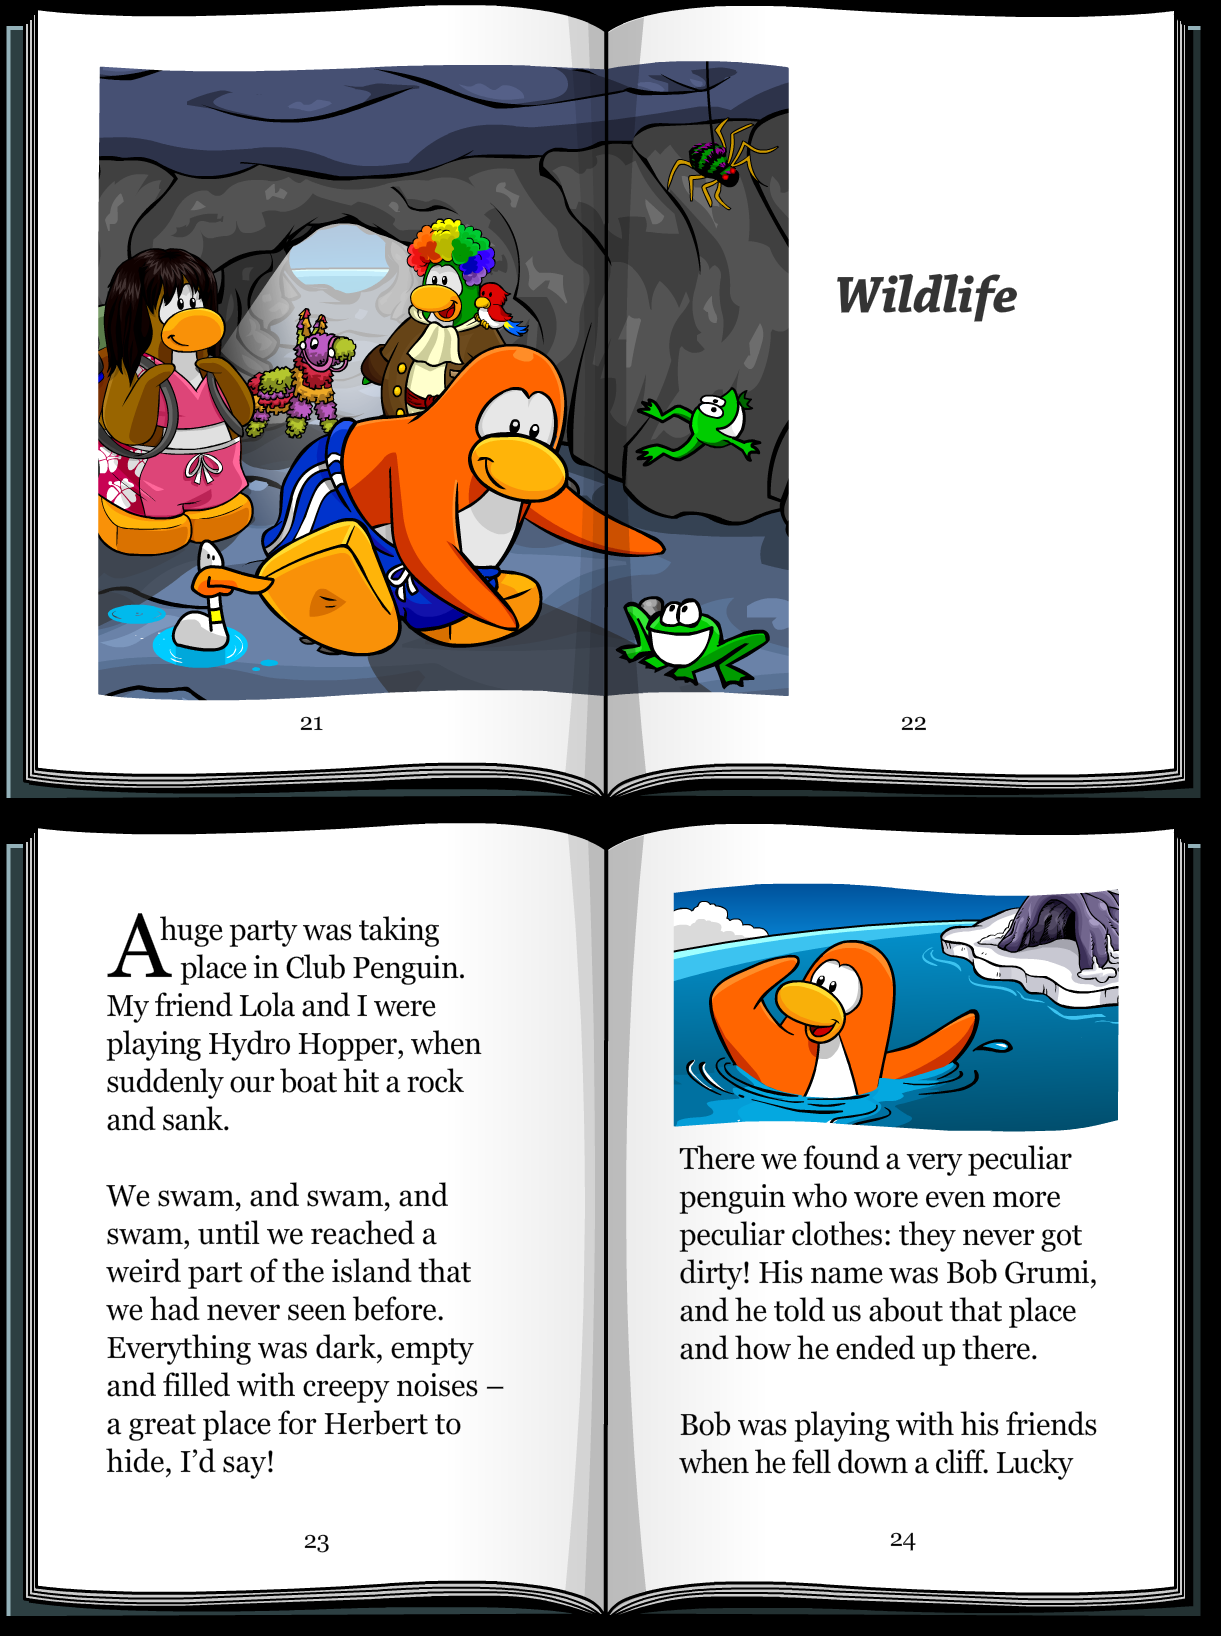 Wildlife
21
22
A huge party was taking
place in Club Penguin.
My friend Lola and I were
playing Hydro Hopper, when
suddenly our boat hit a rock
and sank.
We swam, and swam, and
swam, until we reached a
weird part of the island that
we had never seen before.
Everything was dark, empty
and filled with creepy noises –
a great place for Herbert to
hide, I’d say!
23
There we found a very peculiar
penguin who wore even more
peculiar clothes: they never got
dirty! His name was Bob Grumi,
and he told us about that place
and how he ended up there.
Bob was playing with his friends
when he fell down a cliff. Lucky
24